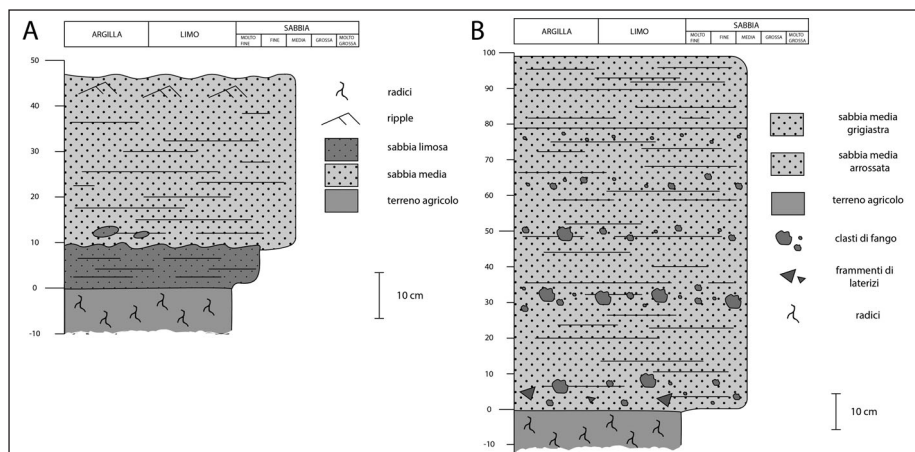 A
ARGILLA
LIMO
SABBIA
MOLTO
FINE
FINE
MEDIA
GROSSA
MOLTO
GROSSA
50
40
30
20
10
0
-10
radici
ripple
sabbia limosa
sabbia media
terreno agricolo
10 cm
B
ARGILLA
LIMO
SABBIA
MOLTO
FINE
FINE
MEDIA
GROSSA
MOLTO
GROSSA
100
90
80
70
60
50
40
30
20
10
0
-10
sabbia media
grigiastra
sabbia media
arrossata
terreno agricolo
clasti di fango
frammenti di
laterizi
radici
10 cm